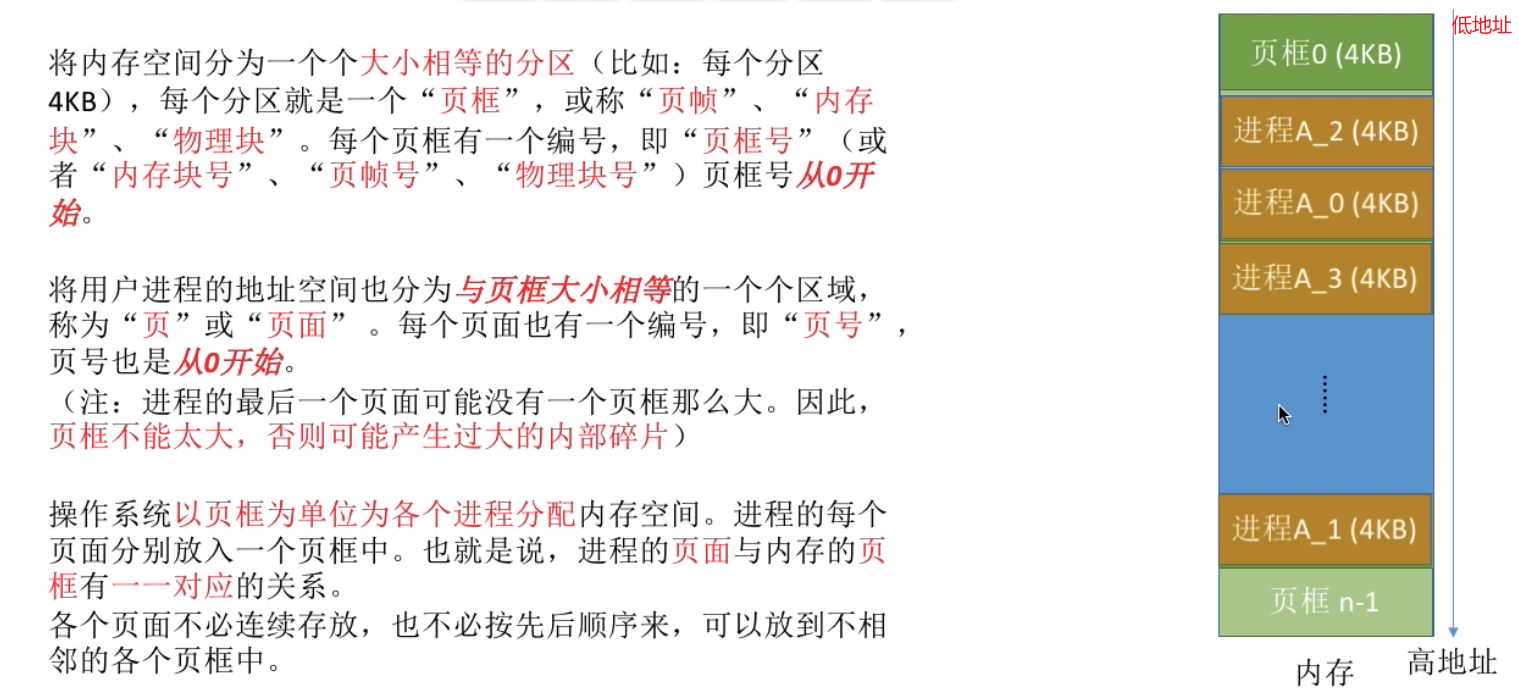 将内存空间分为一个个大小相等的分区（比如：每个分区
4KB），每个分区就是一个“页框”，或称“页帧”、“内存
块”、“物理块”。每个页框有一个编号，即“页框号”（或
者“内存块号”、“页帧号”、“物理块号”）页框号从0开
始。
将用户进程的地址空间也分为与页框大小相等的一个个区域，
称为“页”或“页面” 。每个页面也有一个编号，即“页号”，
页号也是从0开始。
（注：进程的最后一个页面可能没有一个页框那么大。因此，
页框不能太大，否则可能产生过大的内部碎片）
操作系统以页框为单位为各个进程分配内存空间。进程的每个
页面分别放入一个页框中。也就是说，进程的页面与内存的页
框有一一对应的关系。
各个页面不必连续存放，也不必按先后顺序来，可以放到不相
邻的各个页框中。
低地址
页框0 (4KB)
进程A_2 (4KB)
进程A_0 (4KB)
进程A_3 (4KB)
......
进程A_1 (4KB)
页框 n-1
内存
高地址